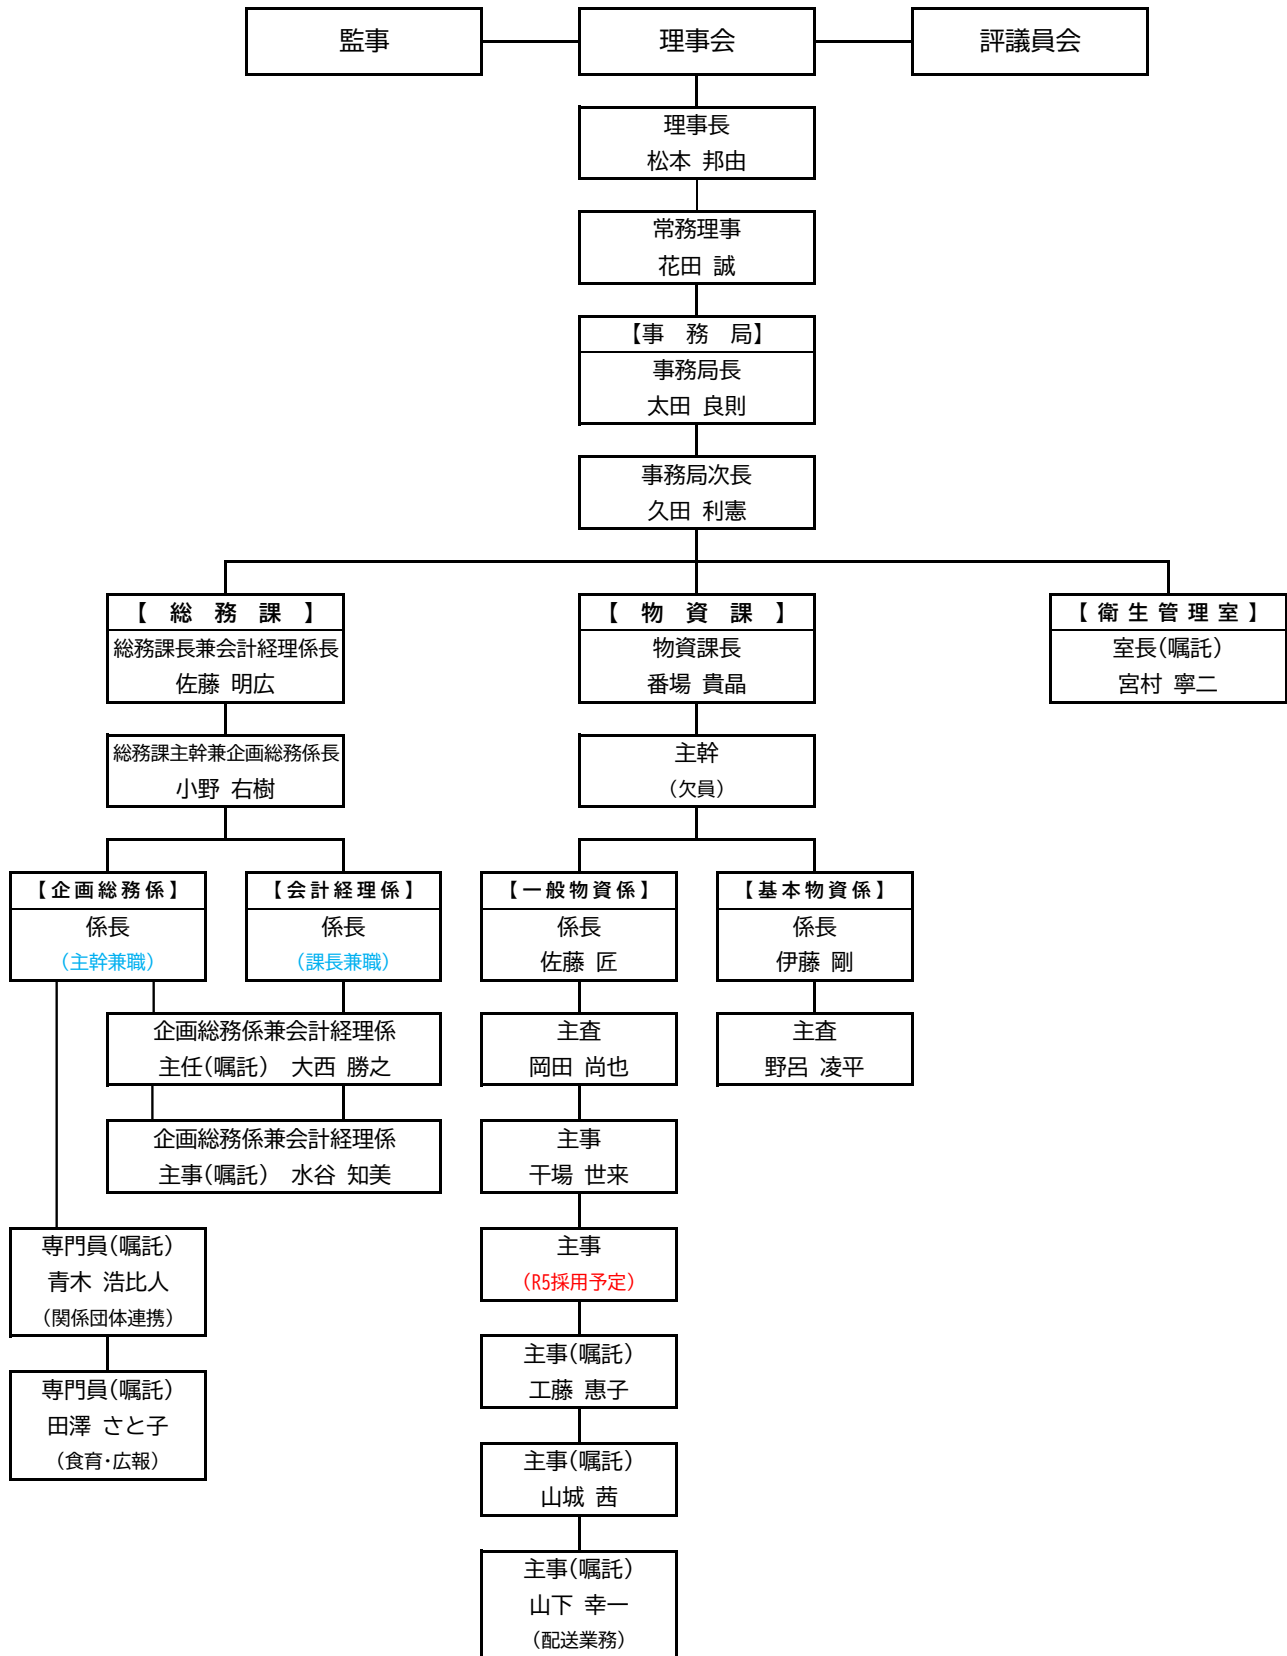 監事
理事会
評議員会
理事長
松本 邦由
常務理事
花田 誠
【事 務 局】
事務局長
太田 良則
事務局次長
久田 利憲
【 総 務 課 】
総務課長兼会計経理係長
佐藤 明広
【 物 資 課 】
物資課長
番場 貴晶
【 衛 生 管 理 室 】
室長(嘱託)
宮村 寧二
総務課主幹兼企画総務係長
小野 右樹
主幹
(欠員)
【企画総務係】
係長
(主幹兼職)
【会計経理係】
係長
(課長兼職)
【一般物資係】
係長
佐藤 匠
【基本物資係】
係長
伊藤 剛
企画総務係兼会計経理係
主任(嘱託) 大西 勝之
主査
岡田 尚也
主査
野呂 凌平
企画総務係兼会計経理係
主事(嘱託) 水谷 知美
主事
干場 世来
専門員(嘱託)
青木 浩比人
(関係団体連携)
主事
(R5採用予定)
専門員(嘱託)
田澤 さと子
(食育・広報)
主事(嘱託)
工藤 惠子
主事(嘱託)
山城 茜
主事(嘱託)
山下 幸一
(配送業務)